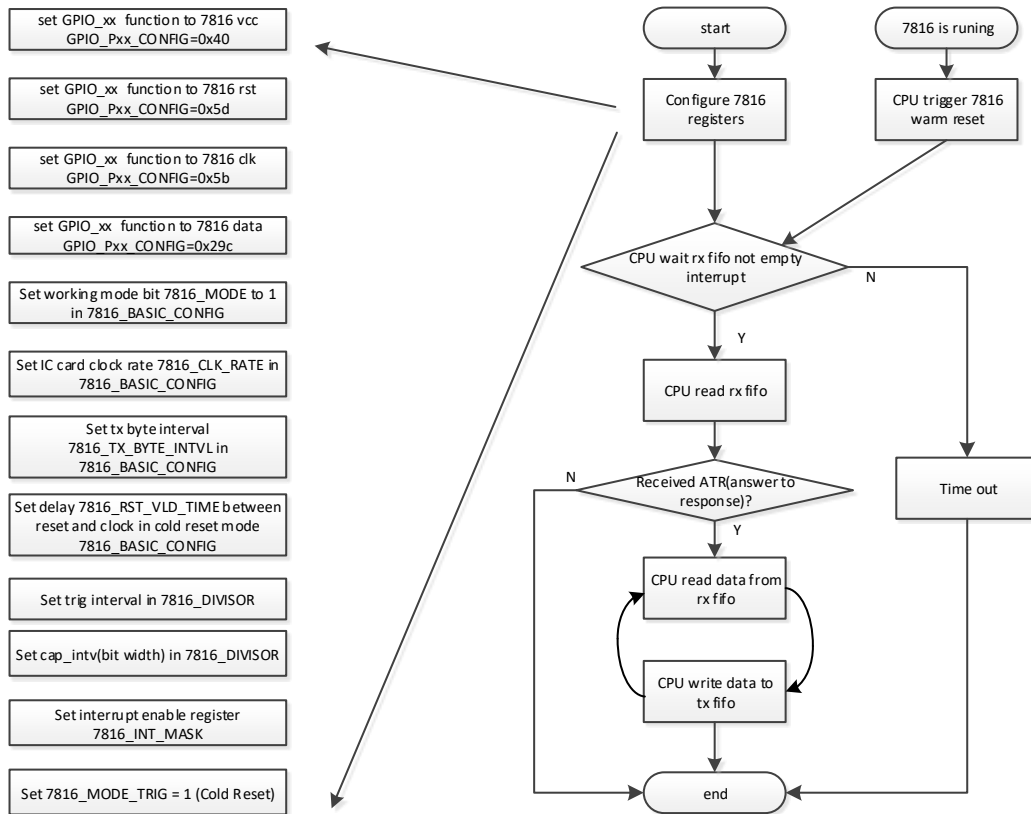 set GPIO_xx  function to 7816 vcc
GPIO_Pxx_CONFIG=0x40
set GPIO_xx  function to 7816 rst
GPIO_Pxx_CONFIG=0x5d
set GPIO_xx  function to 7816 clk
GPIO_Pxx_CONFIG=0x5b
set GPIO_xx  function to 7816 data
GPIO_Pxx_CONFIG=0x29c
Set working mode bit 7816_MODE to 1
in 7816_BASIC_CONFIG
Set IC card clock rate 7816_CLK_RATE in
7816_BASIC_CONFIG
Set tx byte interval
7816_TX_BYTE_INTVL in
7816_BASIC_CONFIG
Set delay 7816_RST_VLD_TIME between
reset and clock in cold reset mode
7816_BASIC_CONFIG
Set trig interval in 7816_DIVISOR
Set cap_intv(bit width) in 7816_DIVISOR
Set interrupt enable register
7816_INT_MASK
Set 7816_MODE_TRIG = 1 (Cold Reset)
start
Configure 7816
registers
7816 is runing
CPU trigger 7816
warm reset
CPU wait rx fifo not empty
interrupt
N
Y
CPU read rx fifo
Received ATR(answer to
response)?
N
Y
Time out
CPU read data from
rx fifo
CPU write data to
tx fifo
end